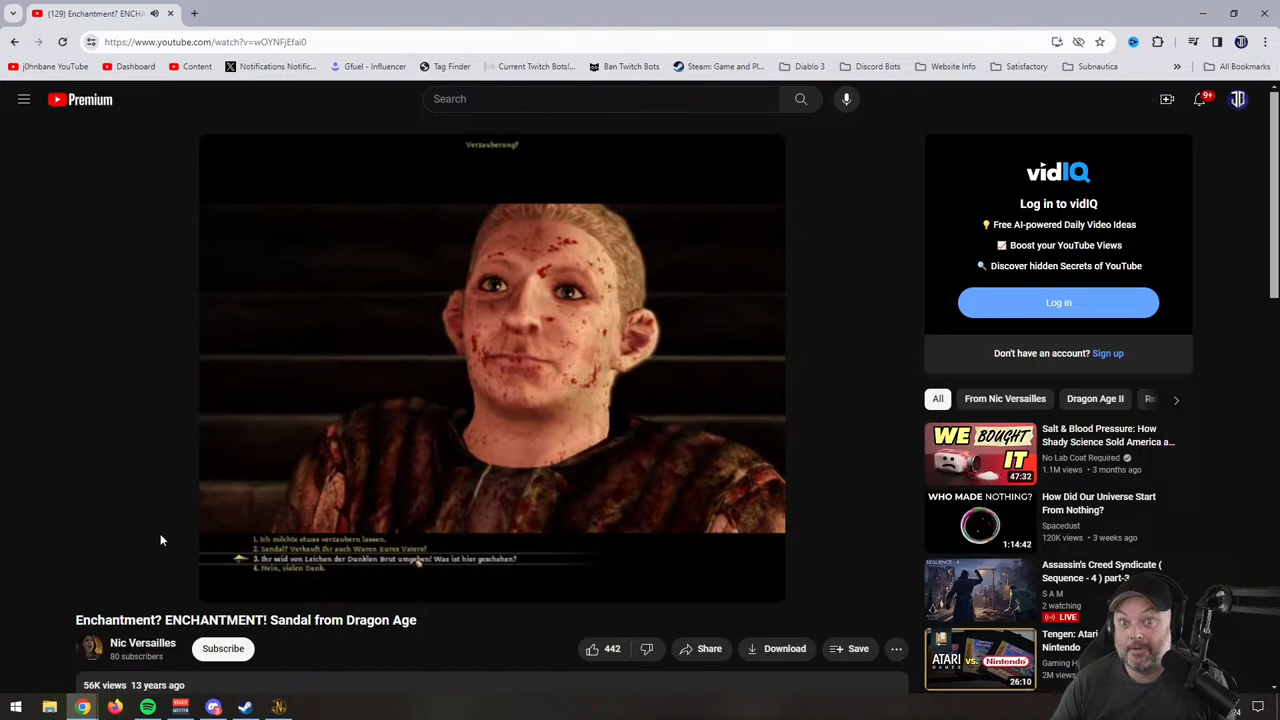 (129) Enchantment? ENCHANTMENT!
https://www.youtube.com/watch?v=wOYNFjEfai0
j0hnbane YouTube
Dashboard
Content
Notifications Notific...
Gfuel - Influencer
Tag Finder
Current Twitch Bots!...
Ban Twitch Bots
Steam: Game and Pl...
Diablo 3
Discord Bots
Website Info
Satisfactory
Subnautica
All Bookmarks
Premium
Search
9+
JD
Verzauberung?
1. Ich möchte etwas verzaubern lassen.
2. Sandal? Verkauft Ihr auch Waren Eures Vaters?
3. Ihr seid von Leichen der Dunklen Brut umgeben! Was ist hier geschehen?
4. Nein, vielen Dank.
Enchantment? ENCHANTMENT! Sandal from Dragon Age
Nic Versailles
80 subscribers
Subscribe
442
Share
Download
Save
56K views 13 years ago
vidIQ
Log in to vidIQ
Free AI-powered Daily Video Ideas
Boost your YouTube Views
Discover hidden Secrets of YouTube
Log in
Don't have an account? Sign up
All
From Nic Versailles
Dragon Age II
WE BOUGHT
IT
47:32
Salt & Blood Pressure: How
Shady Science Sold America a...
No Lab Coat Required
1.1M views • 3 months ago
WHO MADE NOTHING?
1:14:42
How Did Our Universe Start
From Nothing?
Spacedust
120K views • 3 weeks ago
Assassin's Creed Syndicate (
Sequence - 4 ) part-3
S A M
2 watching
LIVE
ATARI VS. Nintendo
26:10
Tengen: Atari
Nintendo
Gaming H
2M views
24